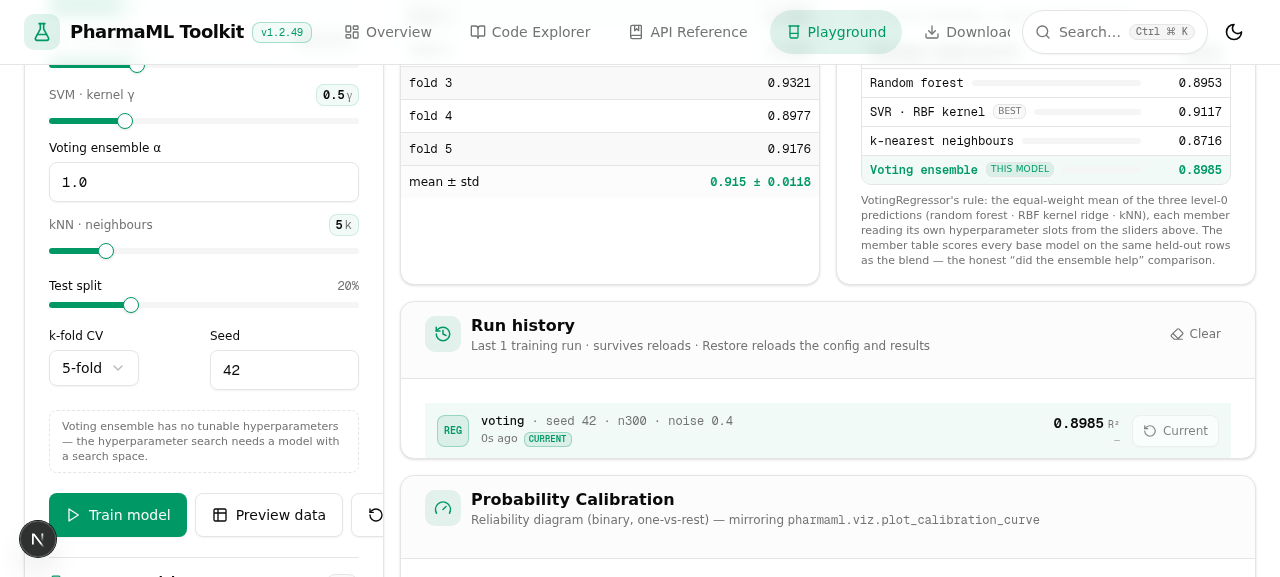 PharmaML Toolkit v1.2.49 Overview Code Explorer API Reference Playground Download Search... Ctrl ⌘ K
SVM · kernel γ 0.5 γ
Voting ensemble α
1.0
kNN · neighbours 5 k
Test split 20%
k-fold CV Seed
5-fold 42
Voting ensemble has no tunable hyperparameters
— the hyperparameter search needs a model with
a search space.
Train model Preview data
N
fold 3 0.9321
fold 4 0.8977
fold 5 0.9176
mean ± std 0.915 ± 0.0118
Random forest 0.8953
SVR · RBF kernel BEST 0.9117
k-nearest neighbours 0.8716
Voting ensemble THIS MODEL 0.8985
VotingRegressor's rule: the equal-weight mean of the three level-0
predictions (random forest · RBF kernel ridge · kNN), each member
reading its own hyperparameter slots from the sliders above. The
member table scores every base model on the same held-out rows
as the blend — the honest “did the ensemble help” comparison.
Run history
Last 1 training run · survives reloads · Restore reloads the config and results
Clear
REG voting · seed 42 · n300 · noise 0.4 0.8985 R² Current
0s ago CURRENT –
Probability Calibration
Reliability diagram (binary, one-vs-rest) — mirroring pharmaml.viz.plot_calibration_curve